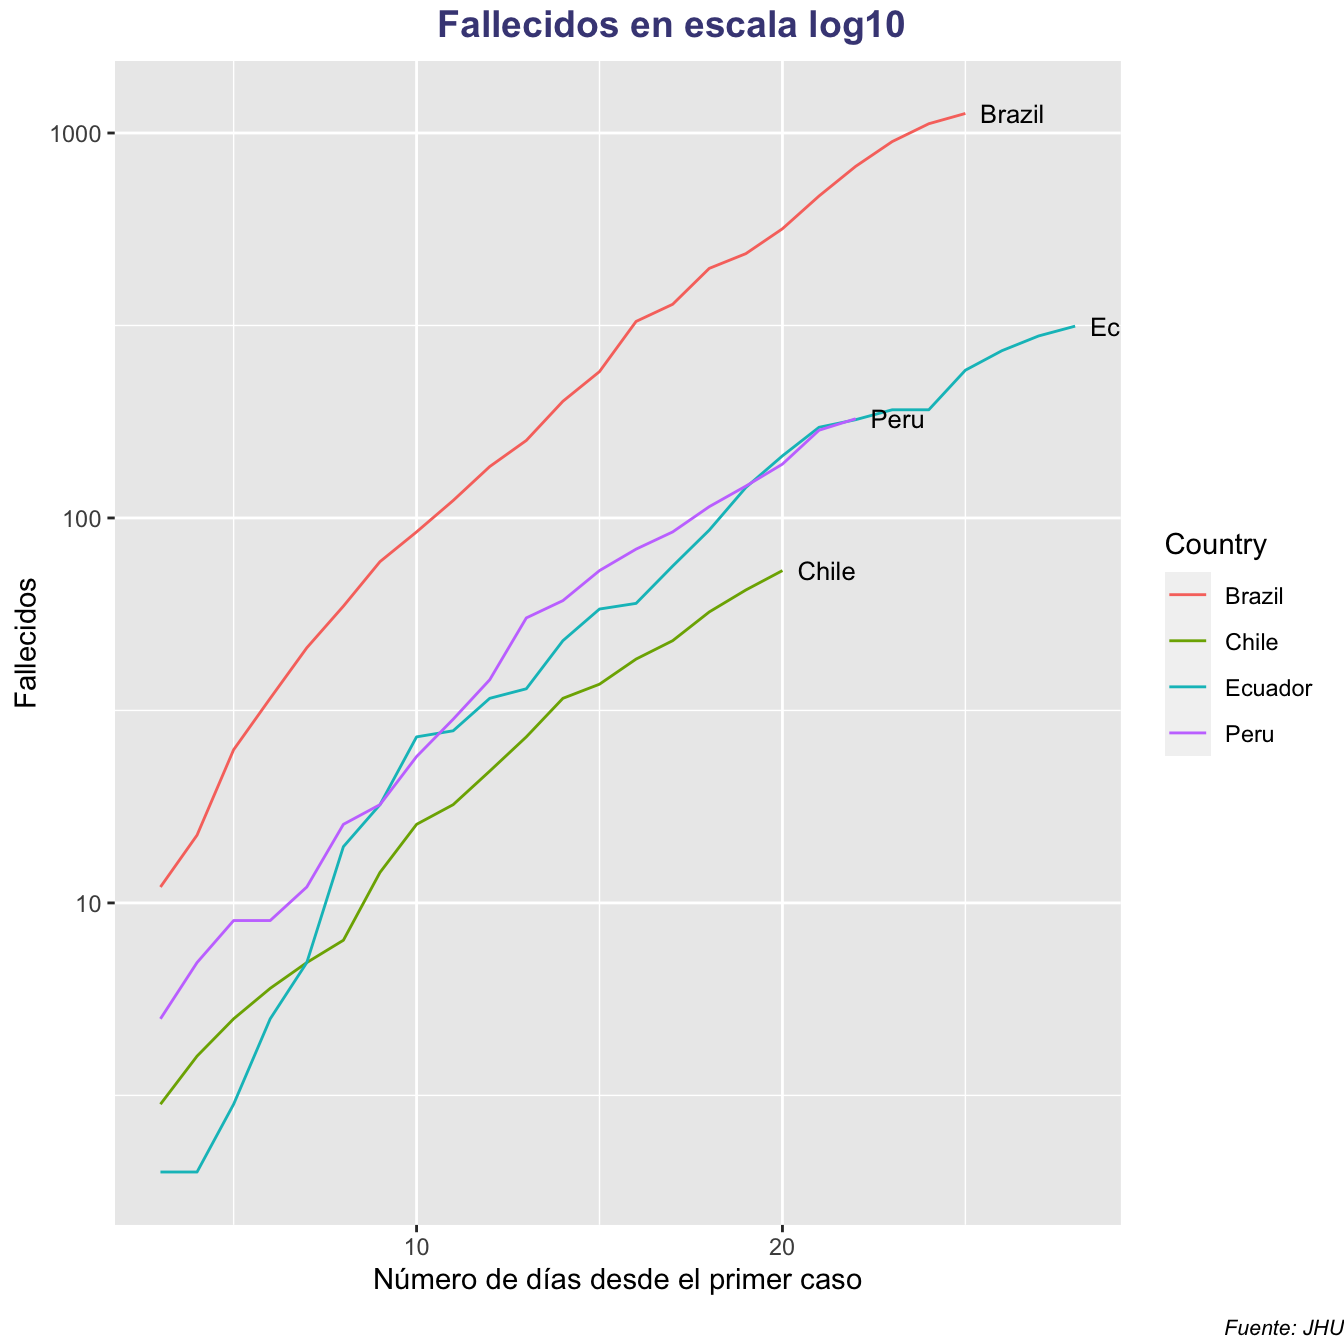 Fallecidos en escala log10
1000
100
10
Fallecidos
Brazil
Ec
Peru
Chile
10
20
Número de días desde el primer caso
Country
Brazil
Chile
Ecuador
Peru
Fuente: JHU